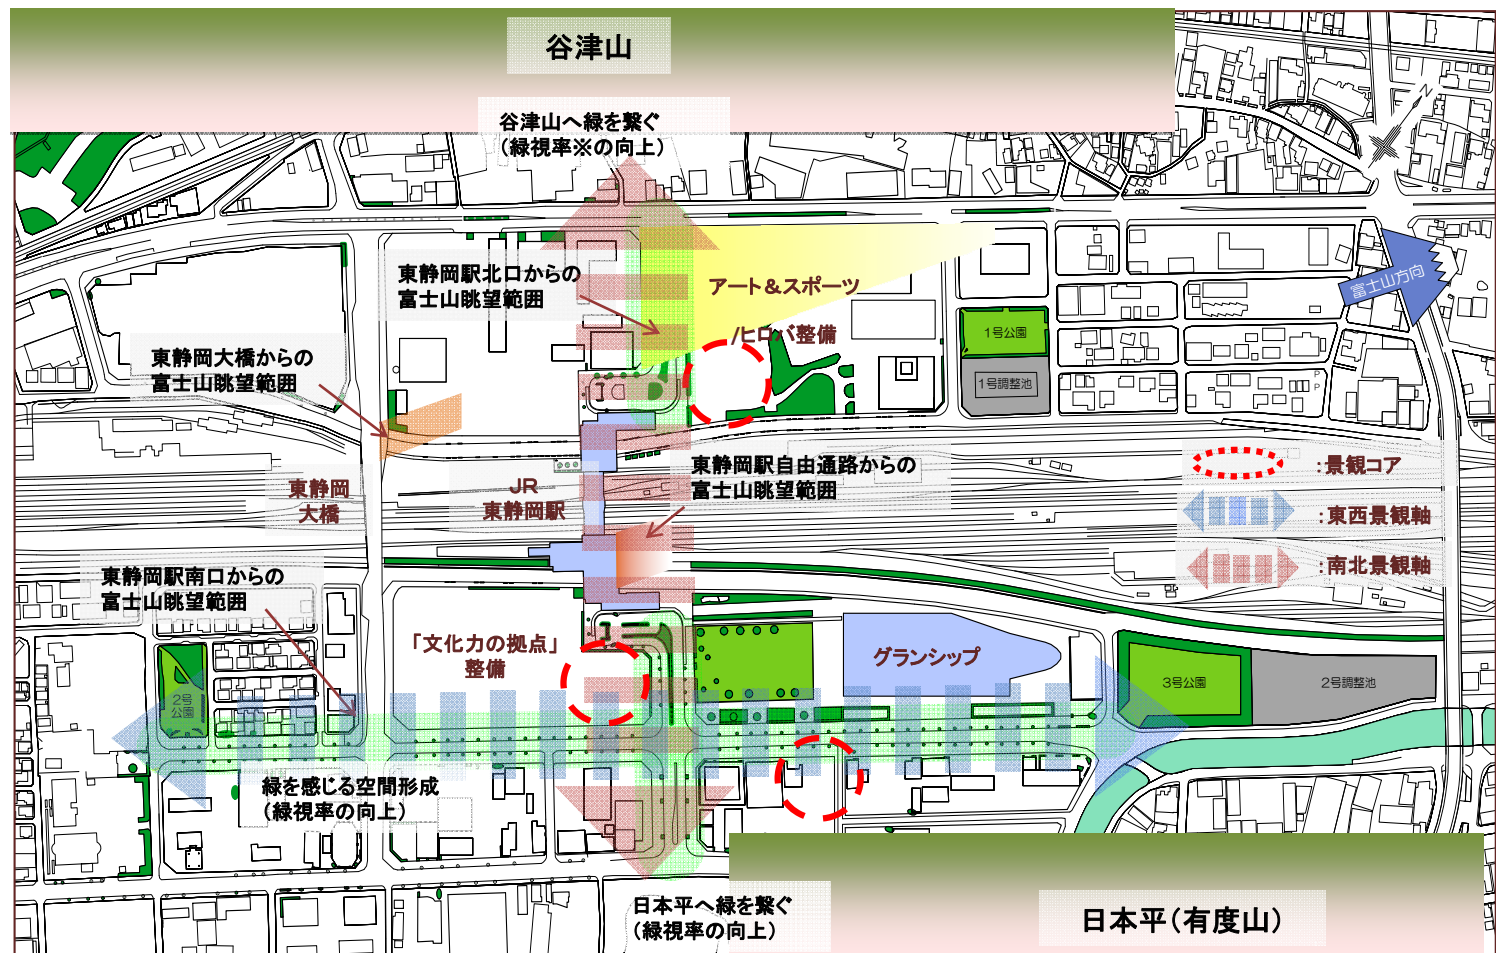 谷津山
谷津山へ緑を繋ぐ
（緑視率※の向上）
N
東静岡駅北口からの
富士山眺望範囲
アート＆スポーツ
/ヒロバ整備
富士山方向
東静岡大橋からの
富士山眺望範囲
1号公園
1号調整池
P
P
東静岡駅自由通路からの
富士山眺望範囲
東静岡
大橋
JR
東静岡駅
：景観コア
：東西景観軸
：南北景観軸
東静岡駅南口からの
富士山眺望範囲
「文化力の拠点」
整備
グランシップ
2号
公園
3号公園
2号調整池
緑を感じる空間形成
（緑視率の向上）
日本平へ緑を繋ぐ
（緑視率の向上）
日本平（有度山）